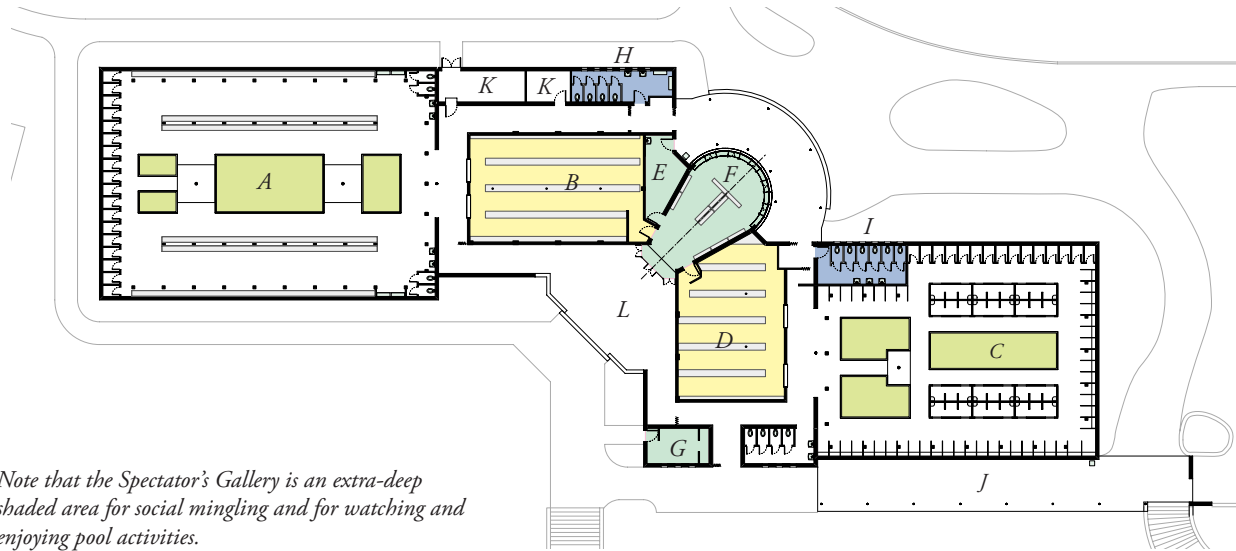 H
K
K
A
B
E
F
I
L
D
C
G
J
Note that the Spectator's Gallery is an extra-deep
shaded area for social mingling and for watching and
enjoying pool activities.